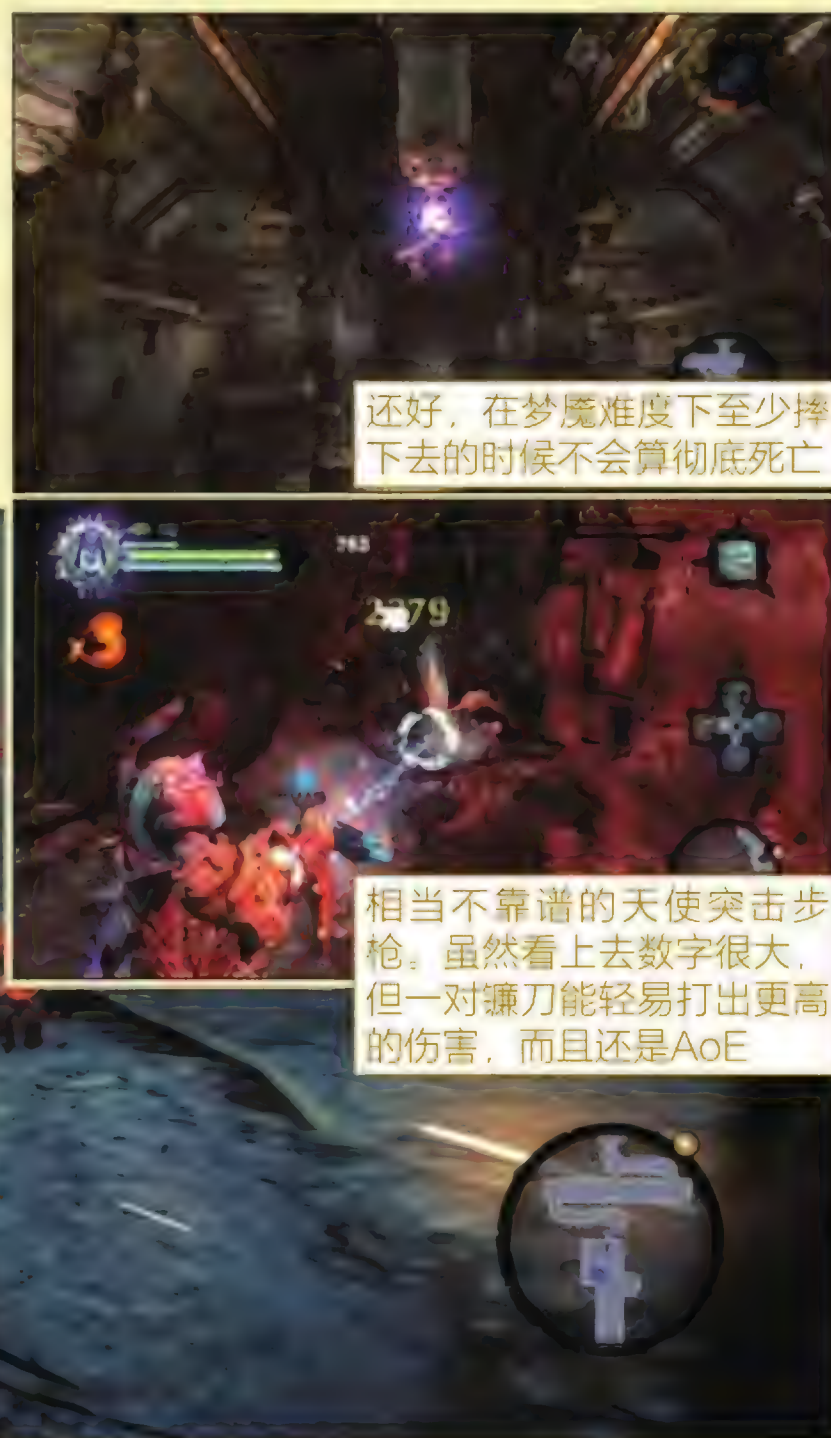 还好，在梦魇难度下至少摔
下去的时候不会算彻底死亡
763
相当不靠谱的天使突击步
枪。虽然看上去数字很大，
但一对镰刀能轻易打出更高
的伤害，而且还是AoE